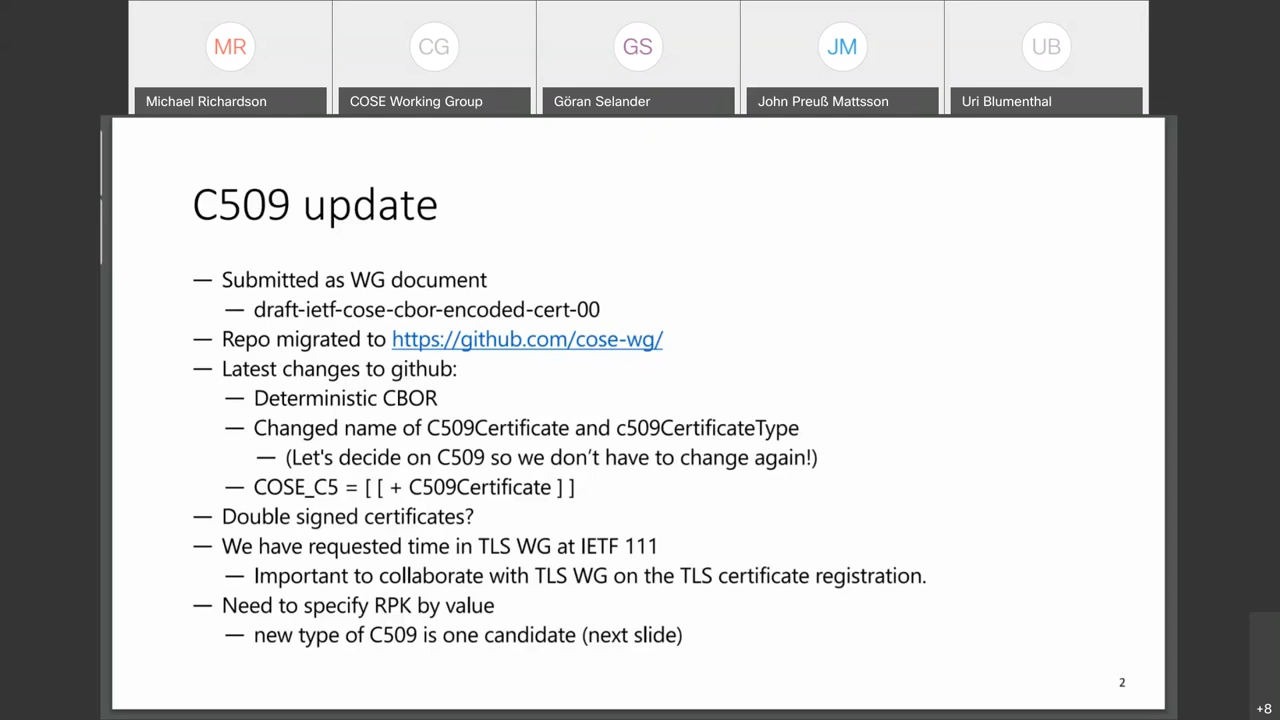 MR
CG
GS
JM
UB
Michael Richardson
COSE Working Group
Göran Selander
John Preuß Mattsson
Uri Blumenthal
C509 update
— Submitted as WG document
— draft-ietf-cose-cbor-encoded-cert-00
— Repo migrated to https://github.com/cose-wg/
— Latest changes to github:
— Deterministic CBOR
— Changed name of C509Certificate and c509CertificateType
— (Let's decide on C509 so we don’t have to change again!)
— COSE_C5 = [ [ + C509Certificate ] ]
— Double signed certificates?
— We have requested time in TLS WG at IETF 111
— Important to collaborate with TLS WG on the TLS certificate registration.
— Need to specify RPK by value
— new type of C509 is one candidate (next slide)
2
+8